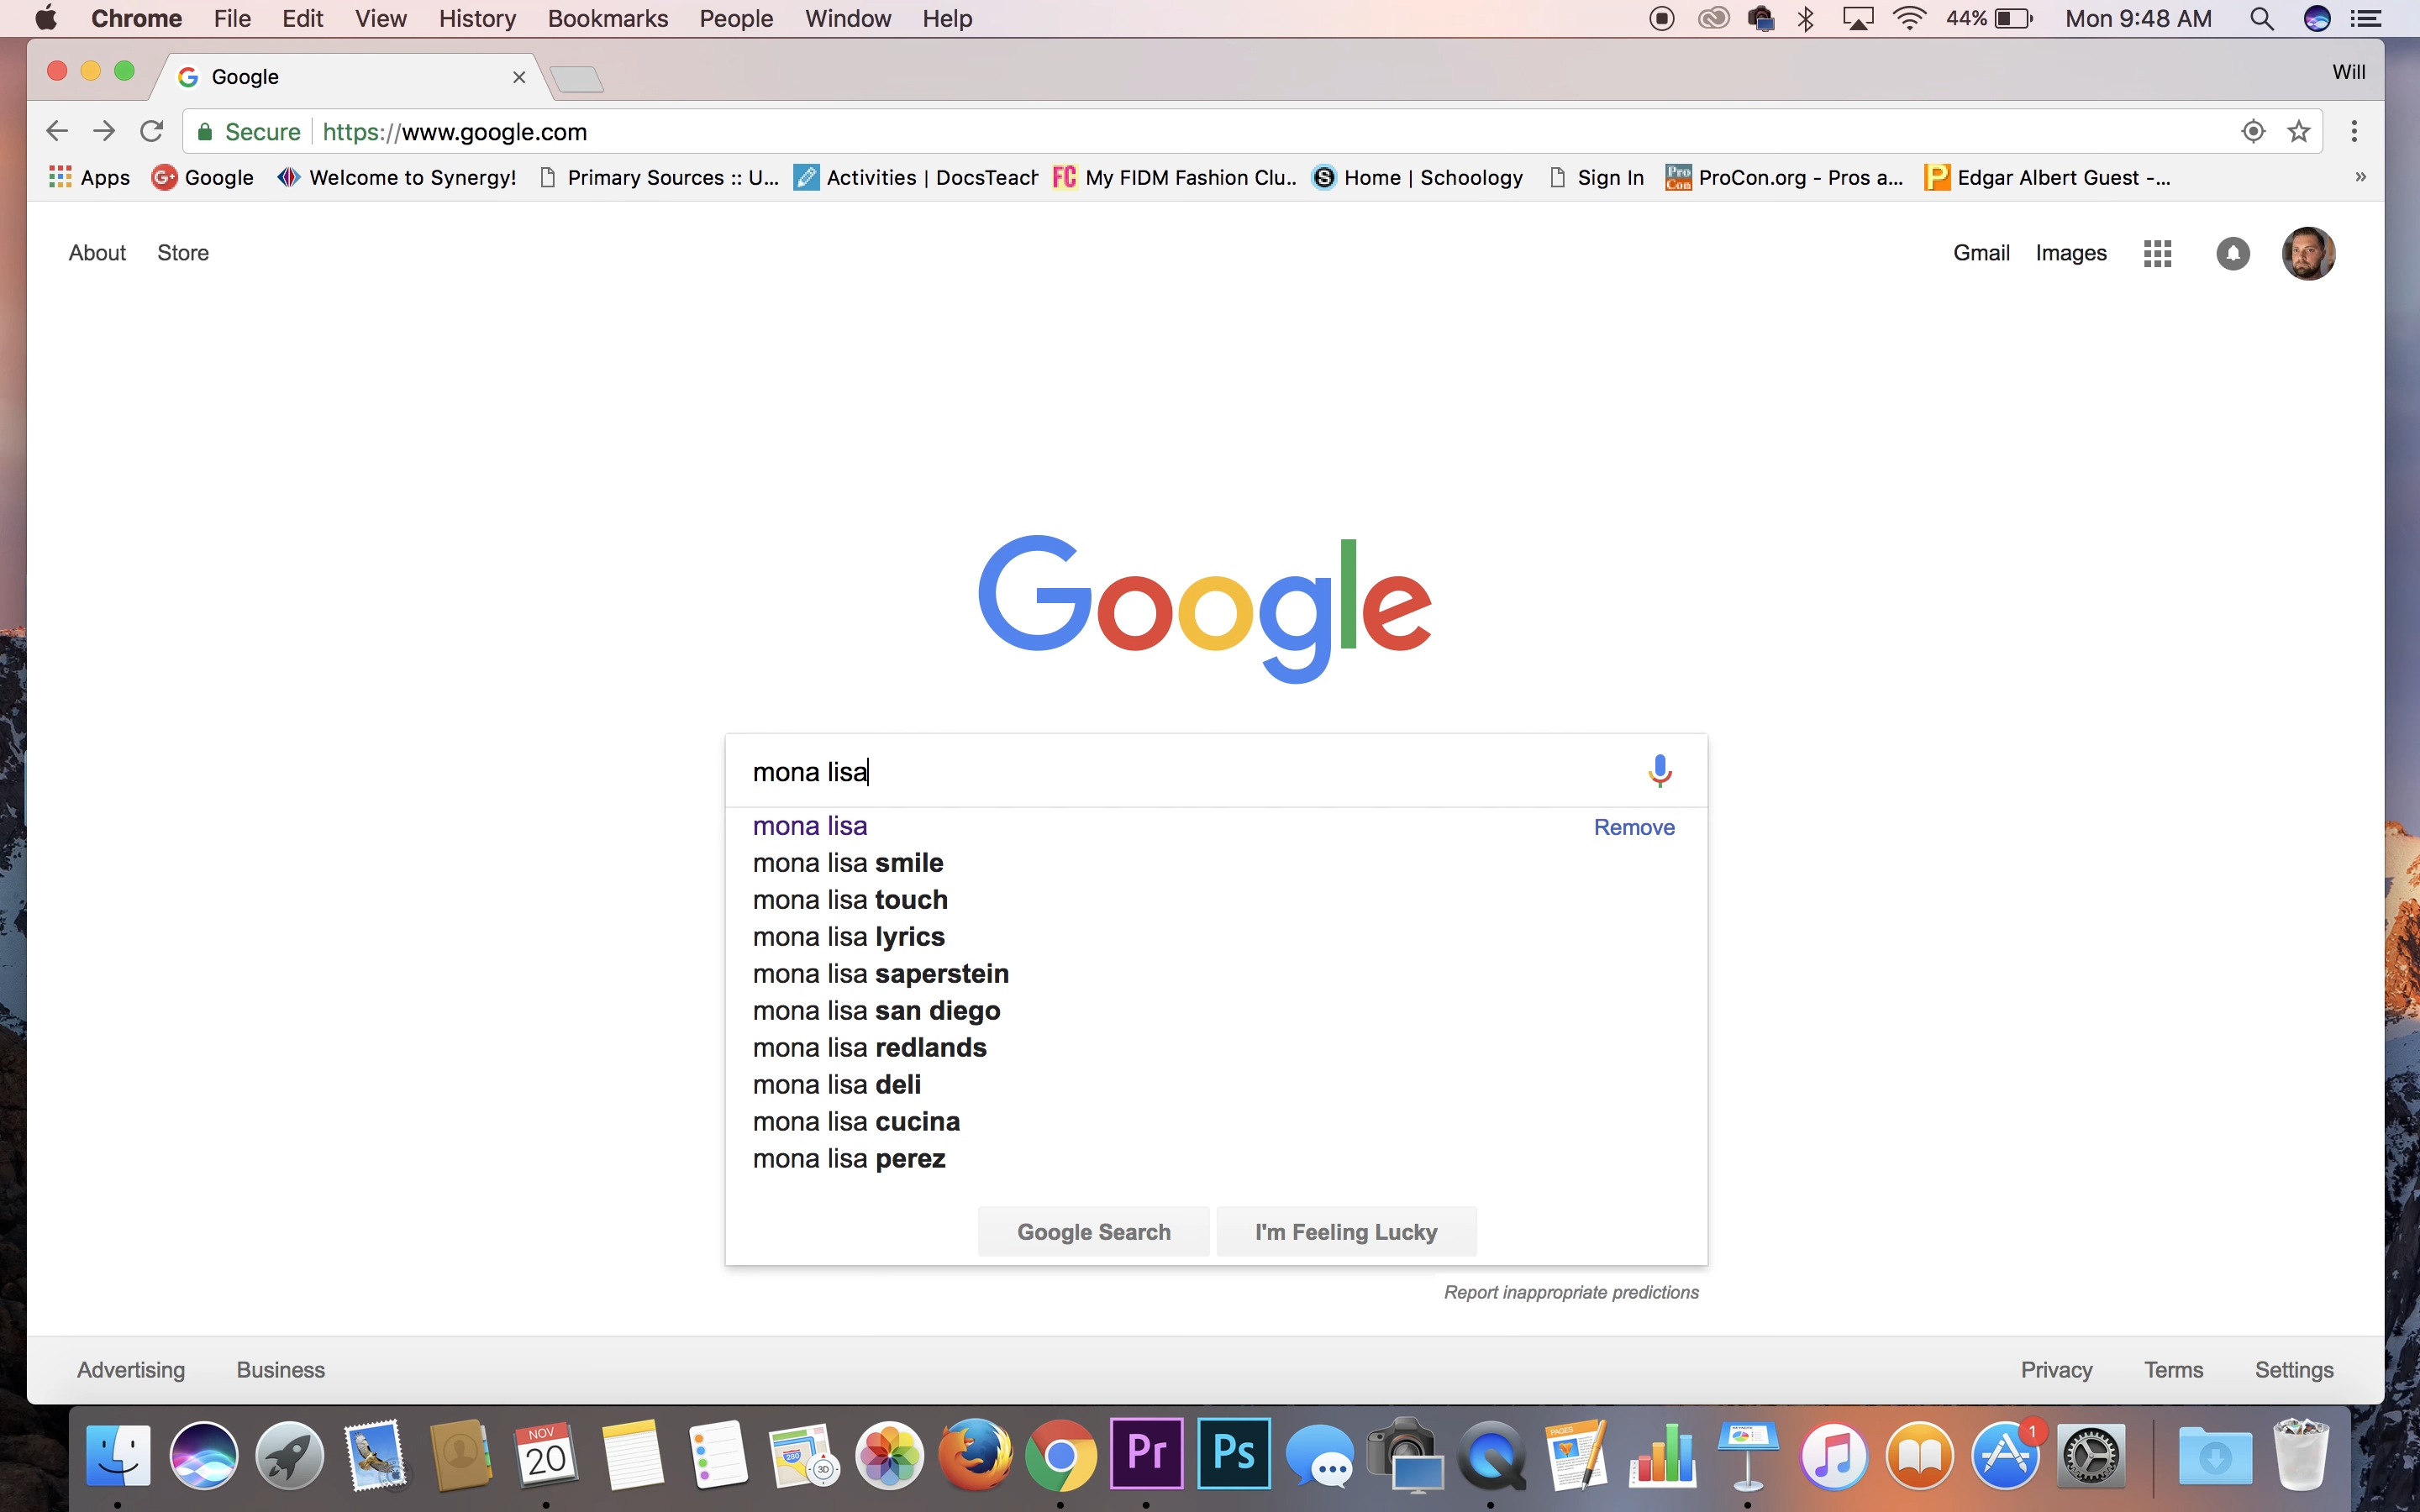 Chrome File Edit View History Bookmarks People Window Help 44% Mon 9:48 AM
Google Will
Secure https://www.google.com
Apps Google Welcome to Synergy! Primary Sources :: U... Activities | DocsTeach My FIDM Fashion Clu... Home | Schoology Sign In ProCon.org - Pros a... Edgar Albert Guest -...
About Store Gmail Images
Google
mona lisa
mona lisa Remove
mona lisa smile
mona lisa touch
mona lisa lyrics
mona lisa saperstein
mona lisa san diego
mona lisa redlands
mona lisa deli
mona lisa cucina
mona lisa perez
Google Search I'm Feeling Lucky
Report inappropriate predictions
Advertising Business Privacy Terms Settings
NOV 20 280 3D Pr Ps PAGES 1